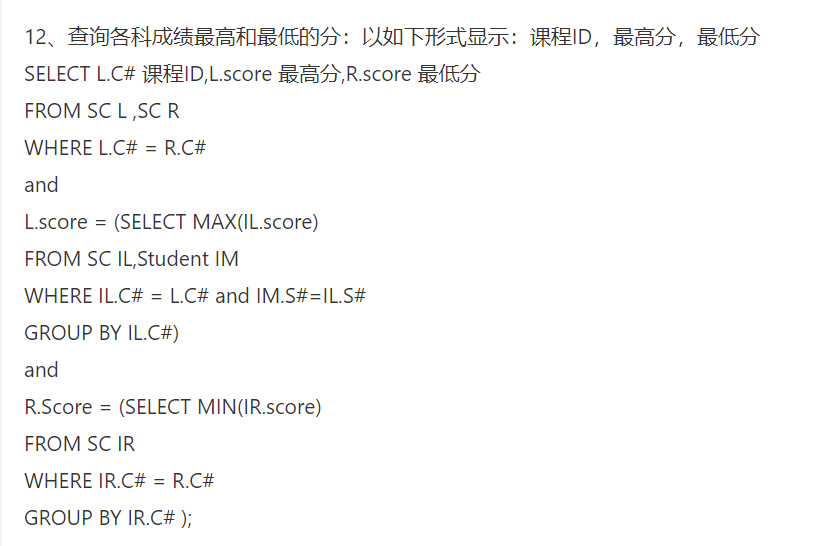 12、查询各科成绩最高和最低的分：以如下形式显示：课程ID，最高分，最低分
SELECT L.C# 课程ID,L.score 最高分,R.score 最低分
FROM SC L ,SC R
WHERE L.C# = R.C#
and
L.score = (SELECT MAX(IL.score)
FROM SC IL,Student IM
WHERE IL.C# = L.C# and IM.S#=IL.S#
GROUP BY IL.C#)
and
R.Score = (SELECT MIN(IR.score)
FROM SC IR
WHERE IR.C# = R.C#
GROUP BY IR.C# );